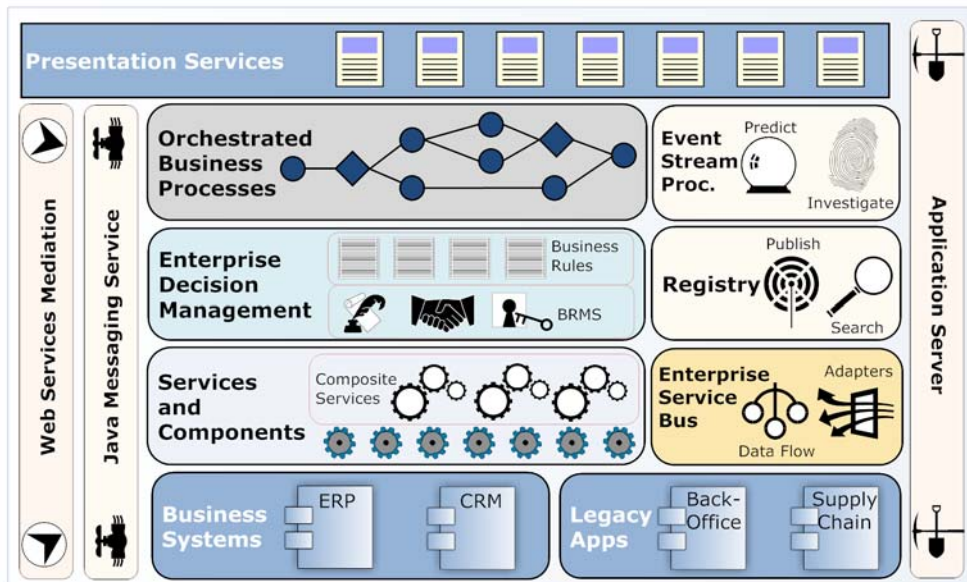 Presentation Services
Web Services Mediation
Java Messaging Service
Application Server
Orchestrated
Business
Processes
Event
Stream
Proc.
Predict
Investigate
Enterprise
Decision
Management
Business
Rules
BRMS
Registry
Publish
Search
Services
and
Components
Composite
Services
Enterprise
Service
Bus
Adapters
Data Flow
Business
Systems
ERP
CRM
Legacy
Apps
Back-
Office
Supply
Chain